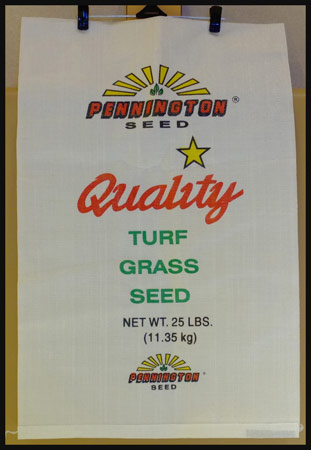 PENNINGTON®
SEED
Quality
TURF
GRASS
SEED
NET WT. 25 LBS.
(11.35 kg)
PENNINGTON®
SEED